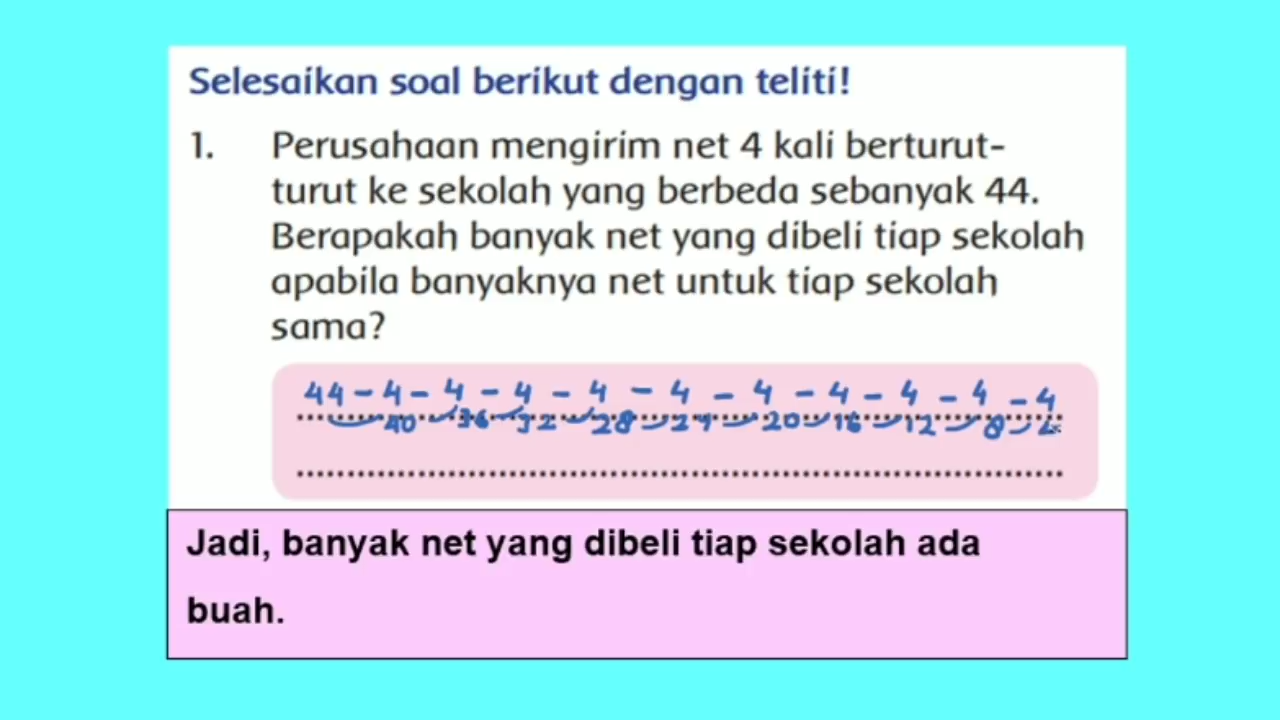 Selesaikan soal berikut dengan teliti!
1. Perusahaan mengirim net 4 kali berturut-
turut ke sekolah yang berbeda sebanyak 44.
Berapakah banyak net yang dibeli tiap sekolah
apabila banyaknya net untuk tiap sekolah
sama?
44 - 4 - 4 - 4 - 4 - 4 - 4 - 4 - 4 - 4 - 4
40 36 32 28 24 20 16 12 8
Jadi, banyak net yang dibeli tiap sekolah ada
buah.